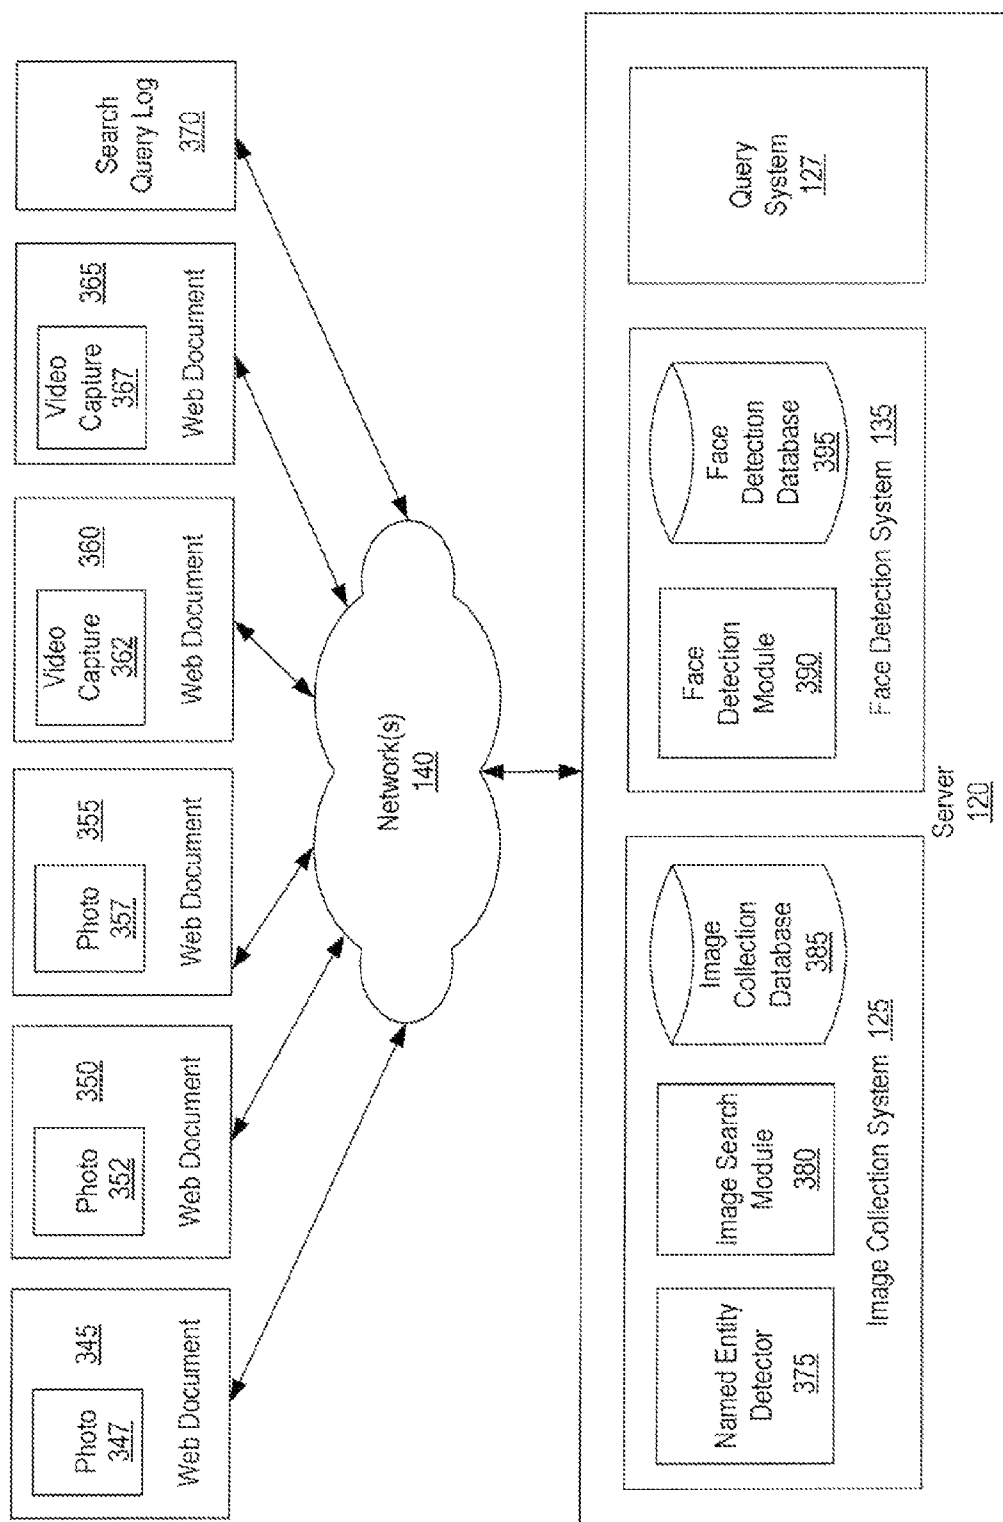 Photo
347
345
Web Document
Photo
352
350
Web Document
Photo
357
355
Web Document
Video
Capture
362
360
Web Document
Video
Capture
367
365
Web Document
Search
Query Log
370
Network(s)
140
Named Entity
Detector
375
Image Search
Module
380
Image
Collection
Database
385
Image Collection System 125
Face
Detection
Module
390
Face
Detection
Database
395
Face Detection System 135
Query
System
127
Server
120